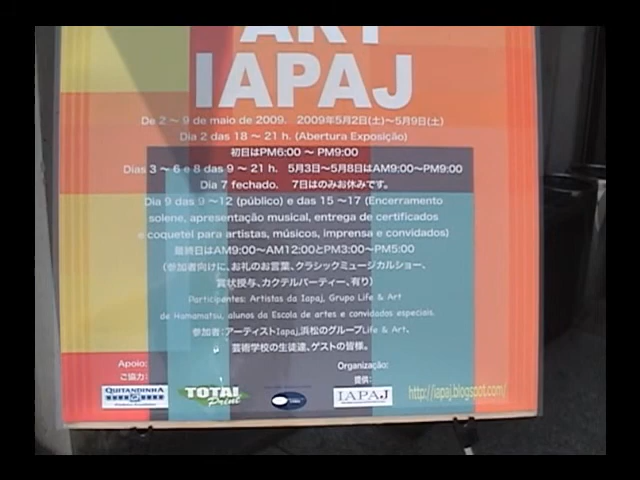 ART
IAPAJ
De 2 ～ 9 de maio de 2009. 2009年5月2日(土)～5月9日(土)
Dia 2 das 18 ～ 21 h. (Abertura Exposição)
初日はPM6:00 ～ PM9:00
Dias 3 ～ 6 e 8 das 9 ～ 21 h. 5月3日～5月8日はAM9:00～PM9:00
Dia 7 fechado. 7日はのみお休みです。
Dia 9 das 9 ～12 (público) e das 15 ～17 (Encerramento
solene, apresentação musical, entrega de certificados
e coquetel para artistas, músicos, imprensa e convidados)
最終日はAM9:00～AM12:00とPM3:00～PM5:00
（参加者向けに、お礼のお言葉、クラシックミュージカルショー、
賞状授与、カクテルパーティー、有り）
Participantes: Artistas da Iapaj, Grupo Life & Art
de Hamamatsu, alunos da Escola de artes e convidados especiais.
参加者：アーティストIapaj,浜松のグループLife & Art、
芸術学校の生徒達、ゲストの皆様。
Apoio: Organização:
ご協力: 提供:
QUITANDINHA TOTAL Print IAPAJ http://iapaj.blogspot.com/